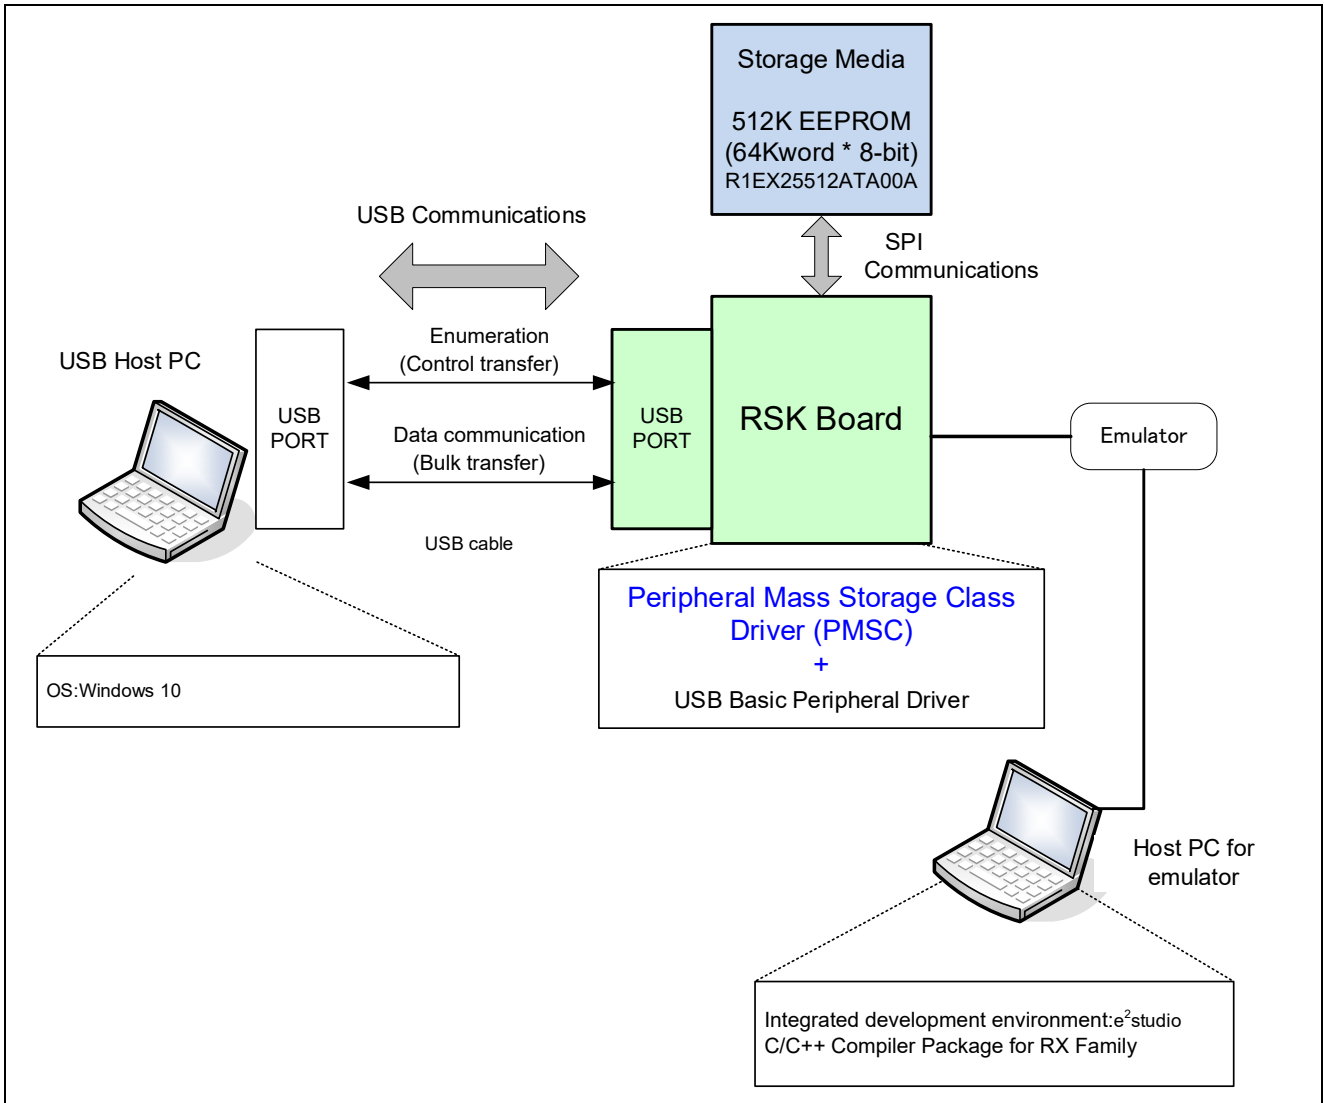 Storage Media
512K EEPROM
(64Kword * 8-bit)
R1EX25512ATA00A
USB Communications
SPI
Communications
Enumeration
(Control transfer)
USB Host PC
USB
PORT
Data communication
(Bulk transfer)
USB cable
USB
PORT
RSK Board
Emulator
Peripheral Mass Storage Class
Driver (PMSC)
+
USB Basic Peripheral Driver
OS:Windows 10
Host PC for
emulator
Integrated development environment:e²studio
C/C++ Compiler Package for RX Family